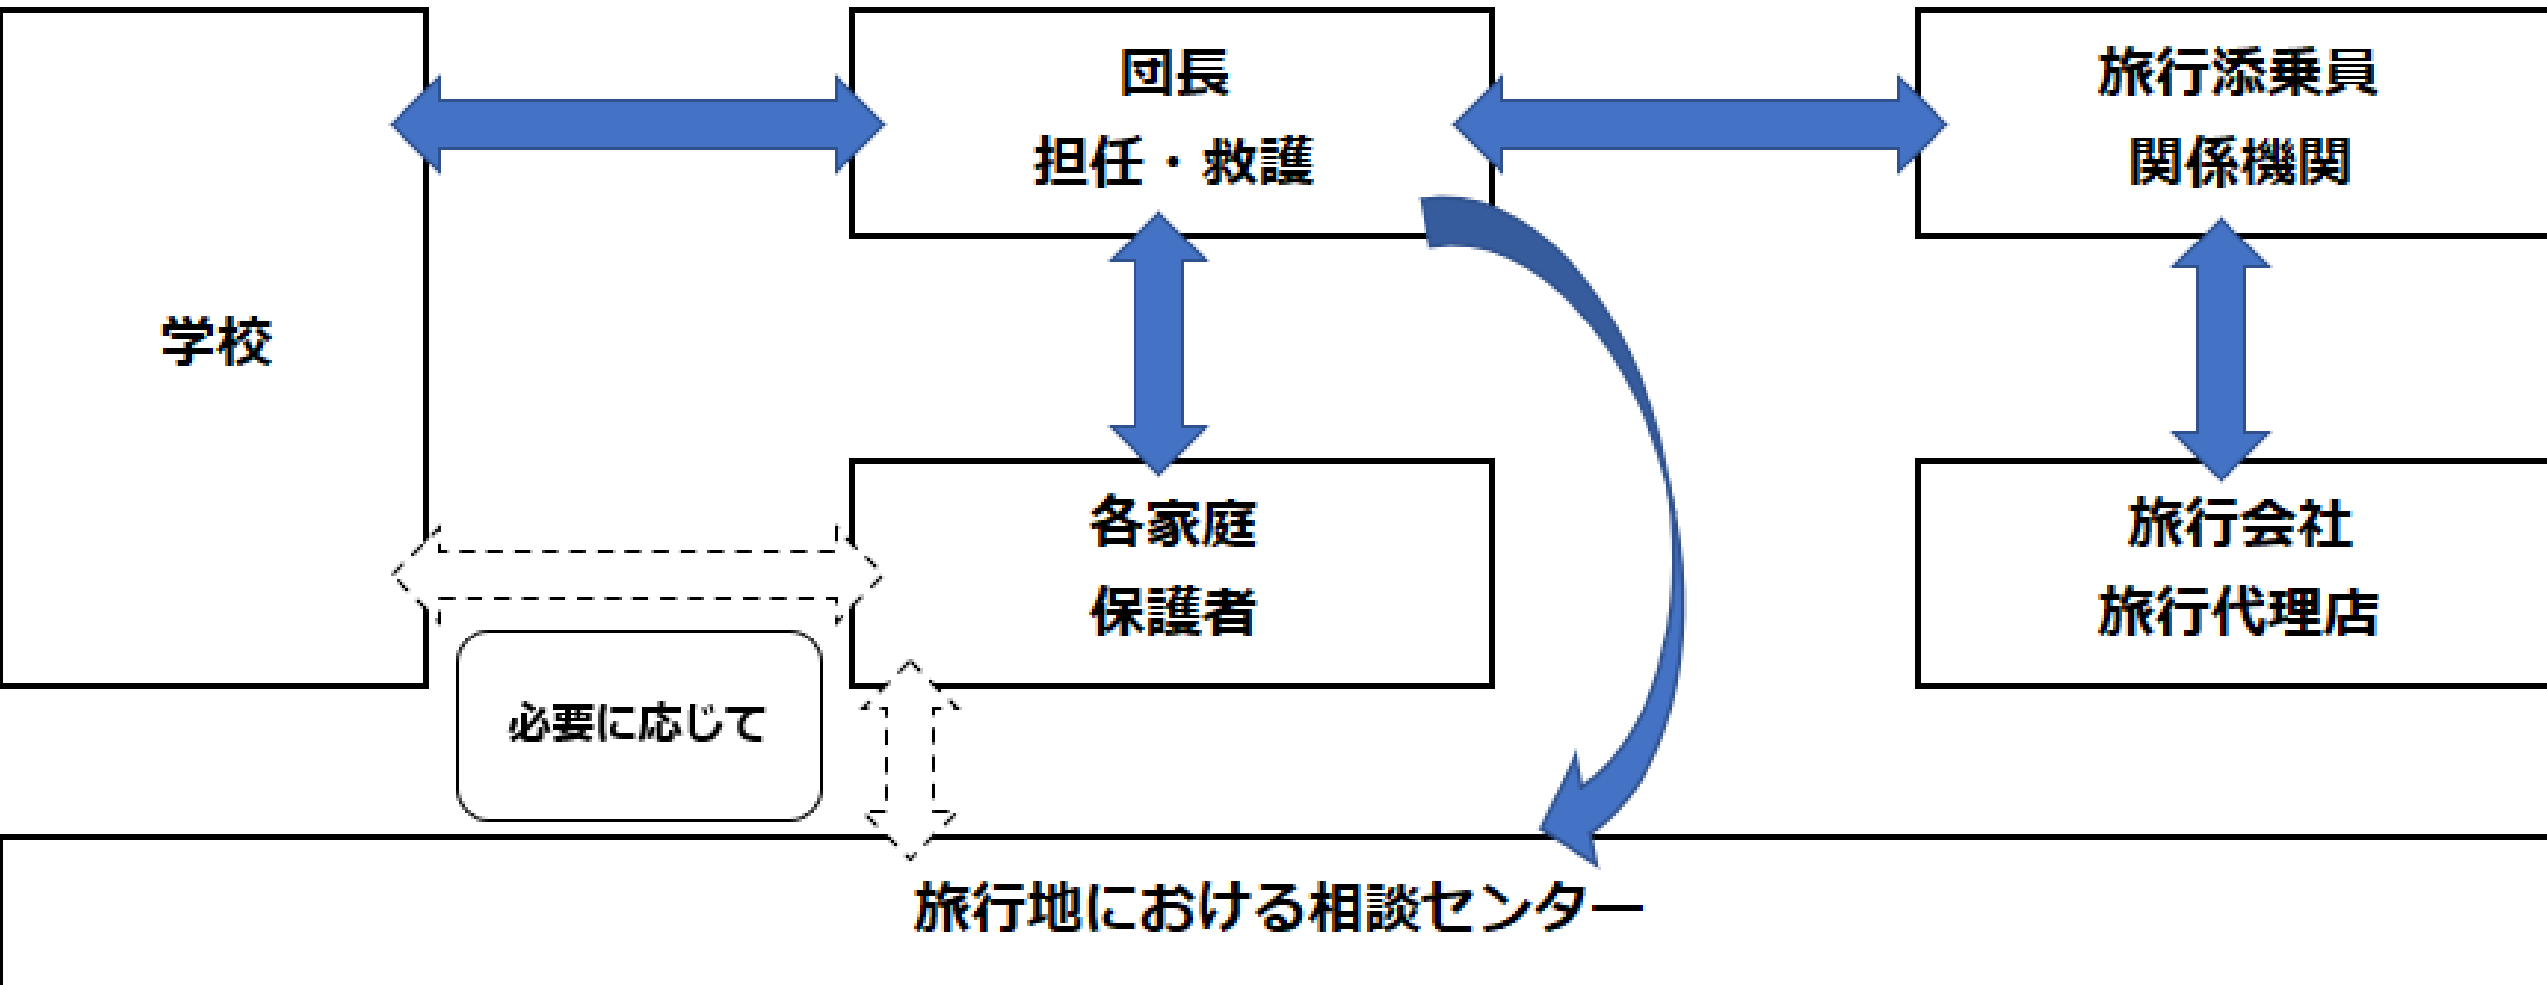 団長
担任・救護
旅行添乗員
関係機関
学校
各家庭
保護者
旅行会社
旅行代理店
必要に応じて
旅行地における相談センター